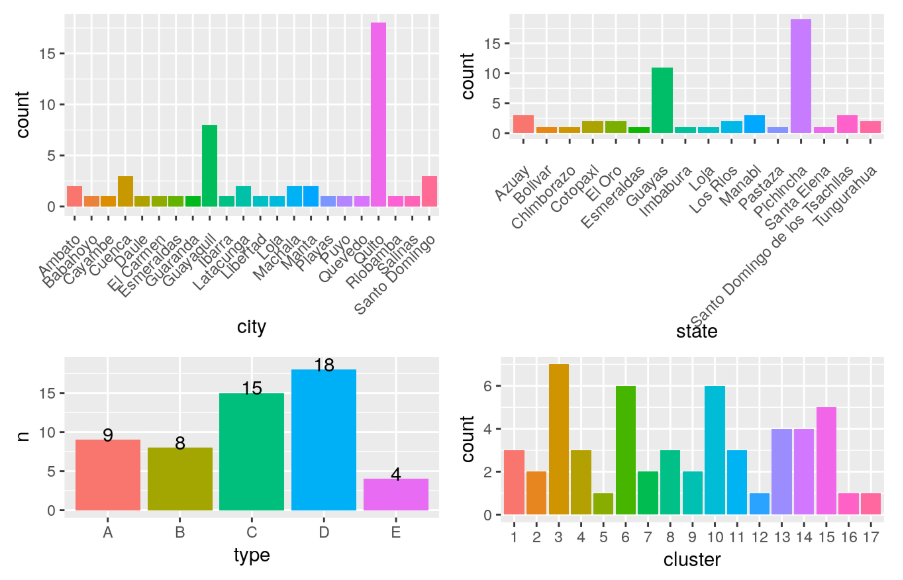 count
15
10
5
0
Ambato
Babahoyo
Cayambe
Cuenca
Daule
El Carmen
Esmeraldas
Guaranda
Guayaquil
Ibarra
Latacunga
Libertad
Loja
Machala
Manta
Playas
Puyo
Quevedo
Quito
Riobamba
Salinas
Santo Domingo
city
count
15
10
5
0
Azuay
Bolivar
Chimborazo
Cotopaxi
El Oro
Esmeraldas
Guayas
Imbabura
Loja
Los Rios
Manabi
Pastaza
Pichincha
Santa Elena
Santo Domingo de los Tsachilas
Tungurahua
state
n
15
10
5
0
9
8
15
18
4
A B C D E
type
count
6
4
2
0
1 2 3 4 5 6 7 8 9 10 11 12 13 14 15 16 17
cluster